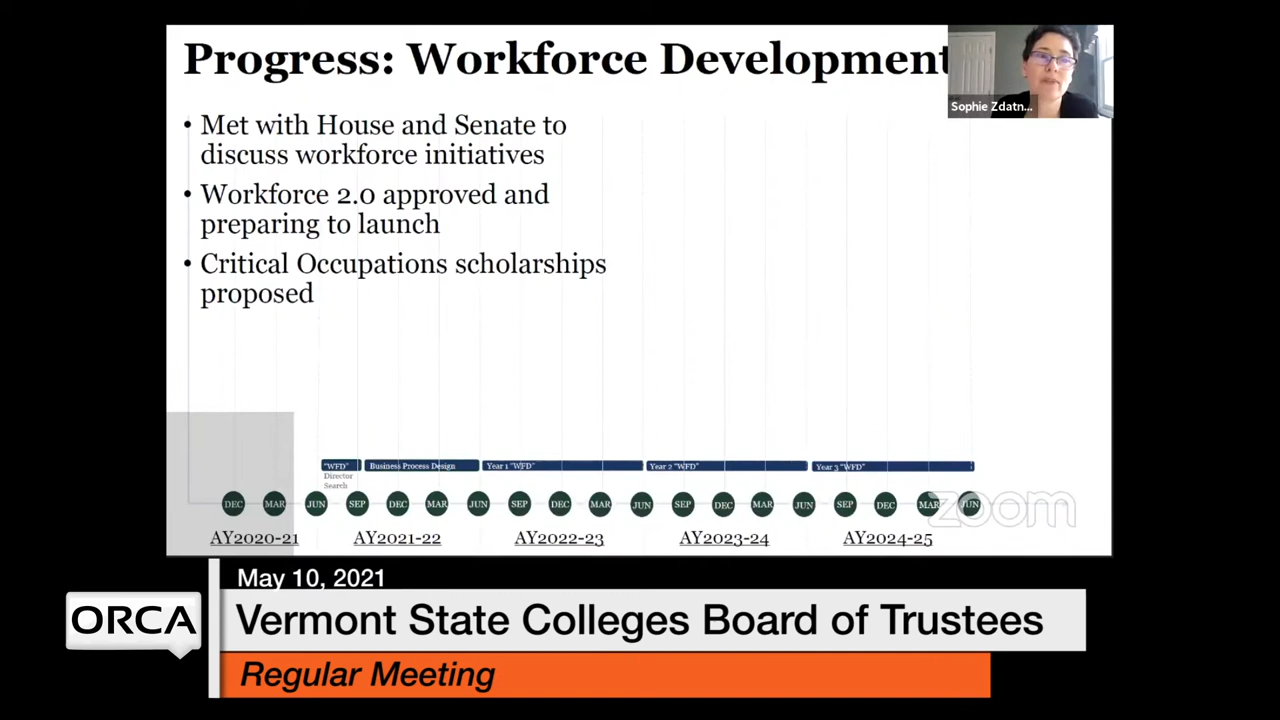 Progress: Workforce Development
Sophie Zdatn...
• Met with House and Senate to
discuss workforce initiatives
• Workforce 2.0 approved and
preparing to launch
• Critical Occupations scholarships
proposed
"WFD"
Business Process Design
Year 1 "WFD"
Year 2 "WFD"
Year 3 "WFD"
Director
Search
DEC MAR JUN SEP DEC MAR JUN SEP DEC MAR JUN SEP DEC MAR JUN SEP DEC MAR JUN
zoom
AY2020-21 AY2021-22 AY2022-23 AY2023-24 AY2024-25
May 10, 2021
ORCA
Vermont State Colleges Board of Trustees
Regular Meeting